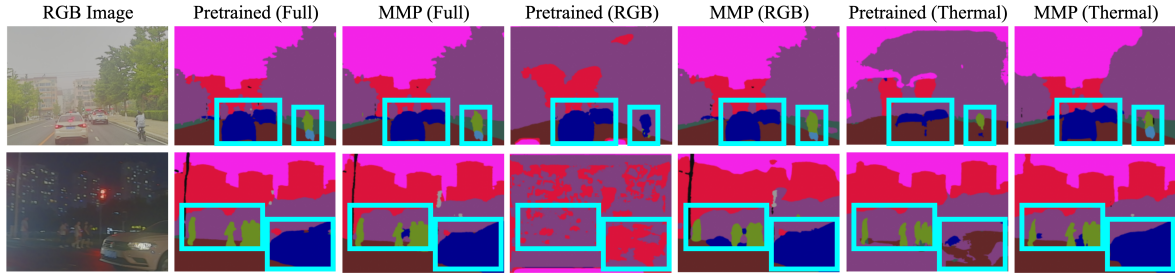 RGB Image Pretrained (Full) MMP (Full) Pretrained (RGB) MMP (RGB) Pretrained (Thermal) MMP (Thermal)